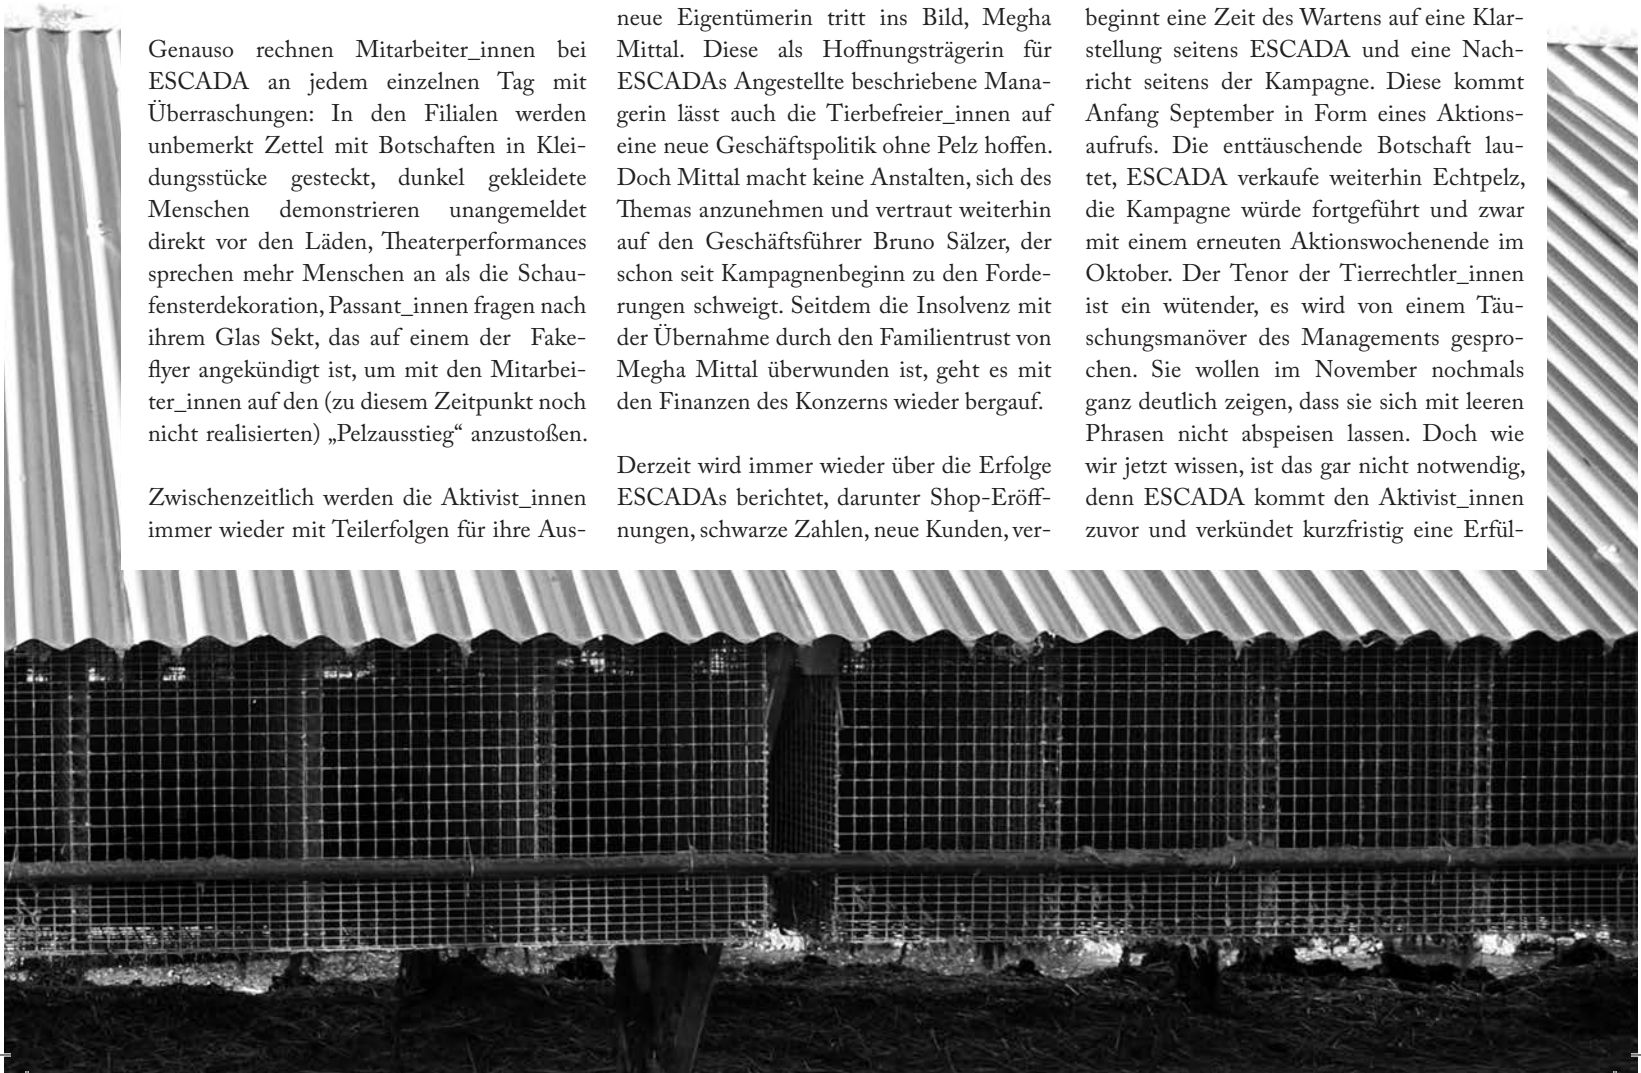 Genauso rechnen Mitarbeiter_innen bei
ESCADA an jedem einzelnen Tag mit
Überraschungen: In den Filialen werden
unbemerkt Zettel mit Botschaften in Klei-
dungsstücke gesteckt, dunkel gekleidete
Menschen demonstrieren unangemeldet
direkt vor den Läden, Theaterperformances
sprechen mehr Menschen an als die Schau-
fensterdekoration, Passant_innen fragen nach
ihrem Glas Sekt, das auf einem der Fake-
flyer angekündigt ist, um mit den Mitarbei-
ter_innen auf den (zu diesem Zeitpunkt noch
nicht realisierten) „Pelzausstieg“ anzustoßen.
Zwischenzeitlich werden die Aktivist_innen
immer wieder mit Teilerfolgen für ihre Aus-
neue Eigentümerin tritt ins Bild, Megha
Mittal. Diese als Hoffnungsträgerin für
ESCADAs Angestellte beschriebene Mana-
gerin lässt auch die Tierbefreier_innen auf
eine neue Geschäftspolitik ohne Pelz hoffen.
Doch Mittal macht keine Anstalten, sich des
Themas anzunehmen und vertraut weiterhin
auf den Geschäftsführer Bruno Sälzer, der
schon seit Kampagnenbeginn zu den Forde-
rungen schweigt. Seitdem die Insolvenz mit
der Übernahme durch den Familientrust von
Megha Mittal überwunden ist, geht es mit
den Finanzen des Konzerns wieder bergauf.
Derzeit wird immer wieder über die Erfolge
ESCADAs berichtet, darunter Shop-Eröff-
nungen, schwarze Zahlen, neue Kunden, ver-
beginnt eine Zeit des Wartens auf eine Klar-
stellung seitens ESCADA und eine Nach-
richt seitens der Kampagne. Diese kommt
Anfang September in Form eines Aktions-
aufrufs. Die enttäuschende Botschaft lau-
tet, ESCADA verkaufe weiterhin Echtpelz,
die Kampagne würde fortgeführt und zwar
mit einem erneuten Aktionswochenende im
Oktober. Der Tenor der Tierrechtler_innen
ist ein wütender, es wird von einem Täu-
schungsmanöver des Managements gespro-
chen. Sie wollen im November nochmals
ganz deutlich zeigen, dass sie sich mit leeren
Phrasen nicht abspeisen lassen. Doch wie
wir jetzt wissen, ist das gar nicht notwendig,
denn ESCADA kommt den Aktivist_innen
zuvor und verkündet kurzfristig eine Erfül-